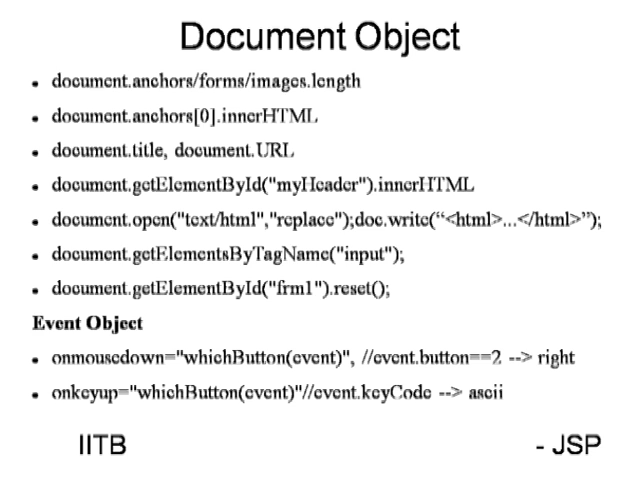 Document Object
• document.anchors/forms/images.length
• document.anchors[0].innerHTML
• document.title, document.URL
• document.getElementById("myHeader").innerHTML
• document.open("text/html","replace");doc.write(“<html>...</html>”);
• document.getElementsByTagName("input");
• document.getElementById("frm1").reset();
Event Object
• onmousedown="whichButton(event)", //event.button==2 --> right
• onkeyup="whichButton(event)"//event.keyCode --> ascii
IITB - JSP